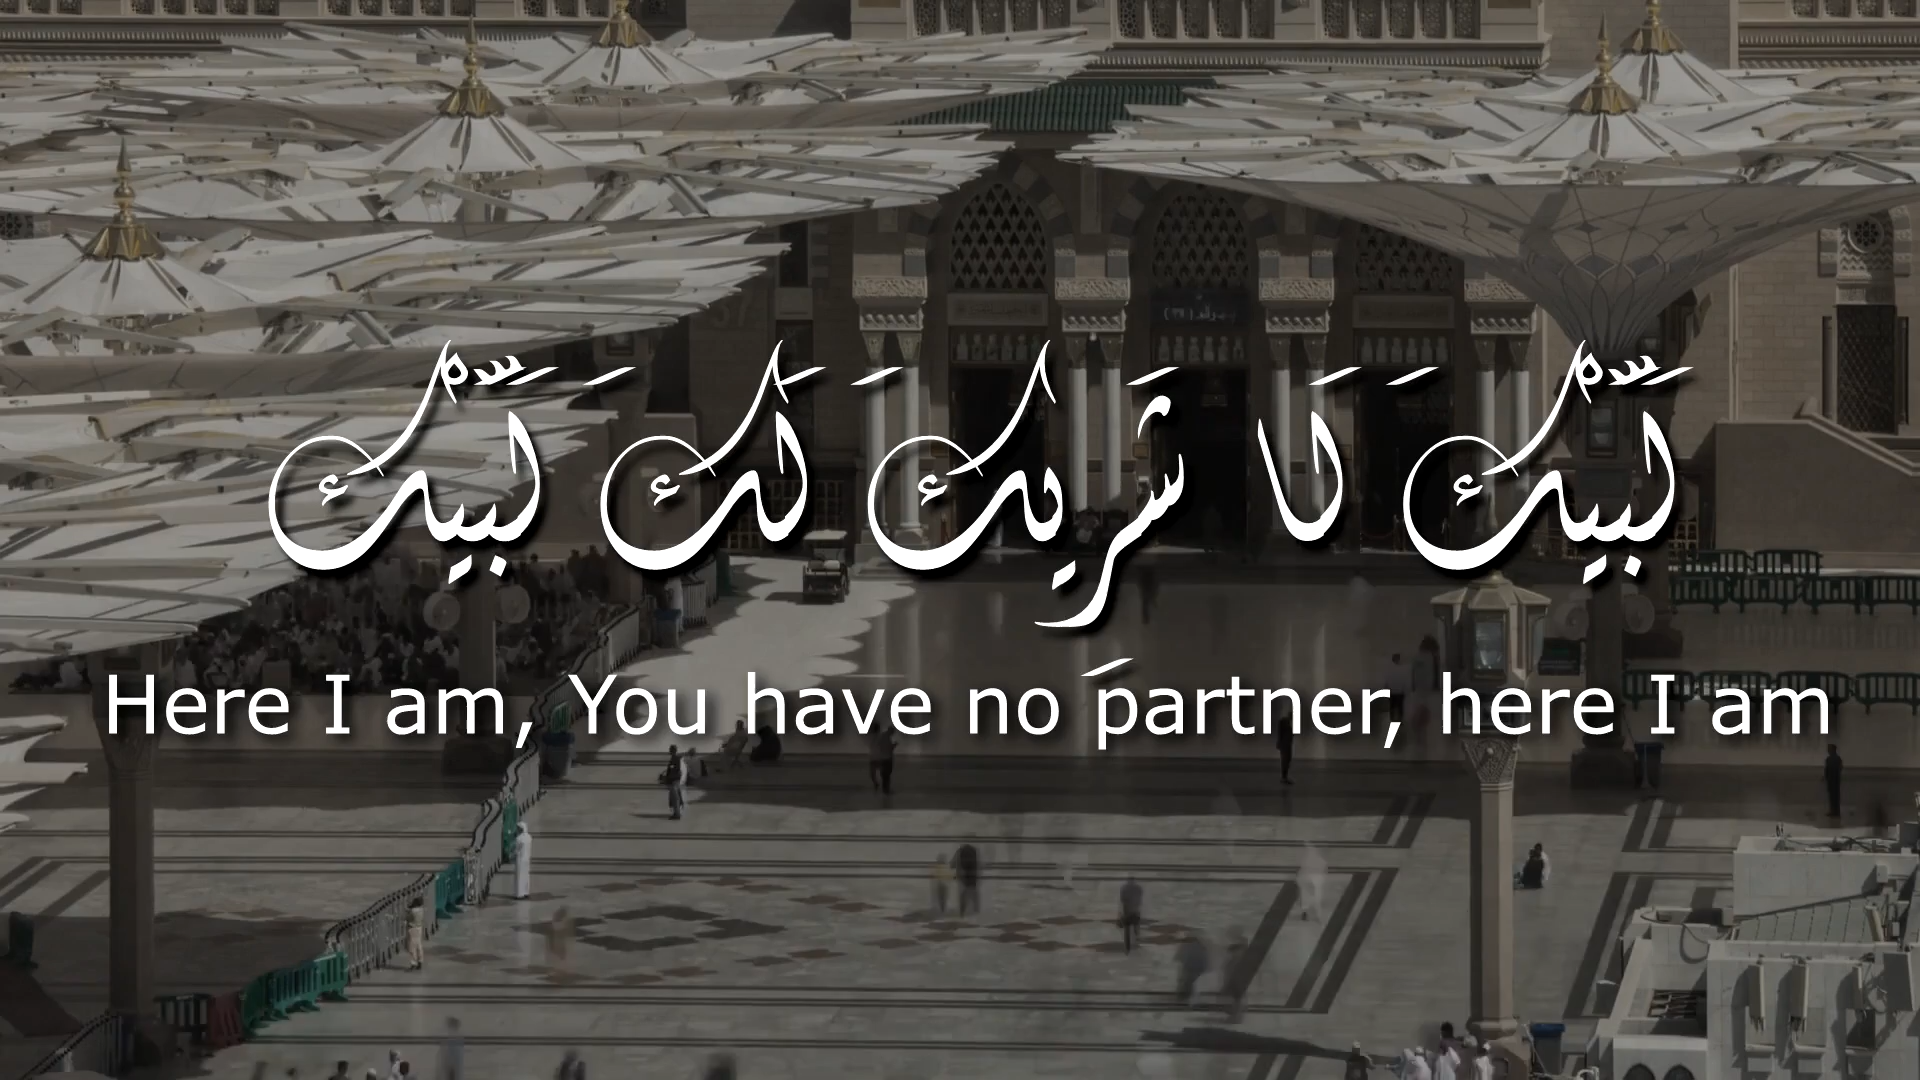 لَبَّيْكَ لَا شَرِيكَ لَكَ لَبَّيْكَ
Here I am, You have no partner, here I am